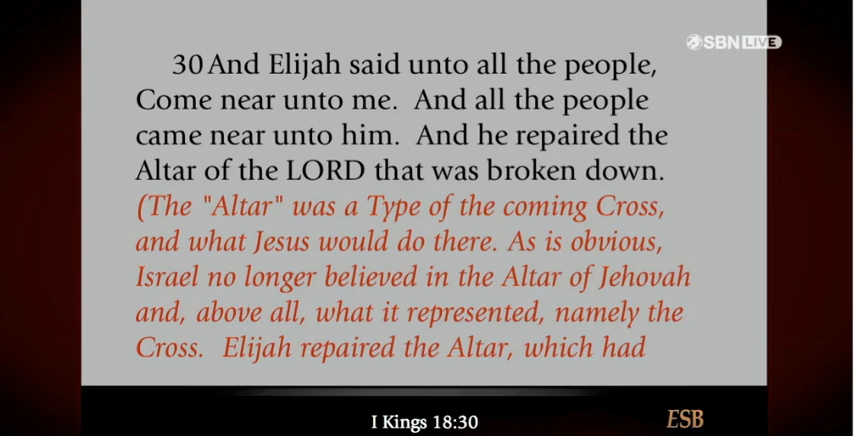 SBN LIVE
30 And Elijah said unto all the people,
Come near unto me. And all the people
came near unto him. And he repaired the
Altar of the LORD that was broken down.
(The "Altar" was a Type of the coming Cross,
and what Jesus would do there. As is obvious,
Israel no longer believed in the Altar of Jehovah
and, above all, what it represented, namely the
Cross. Elijah repaired the Altar, which had
I Kings 18:30
ESB